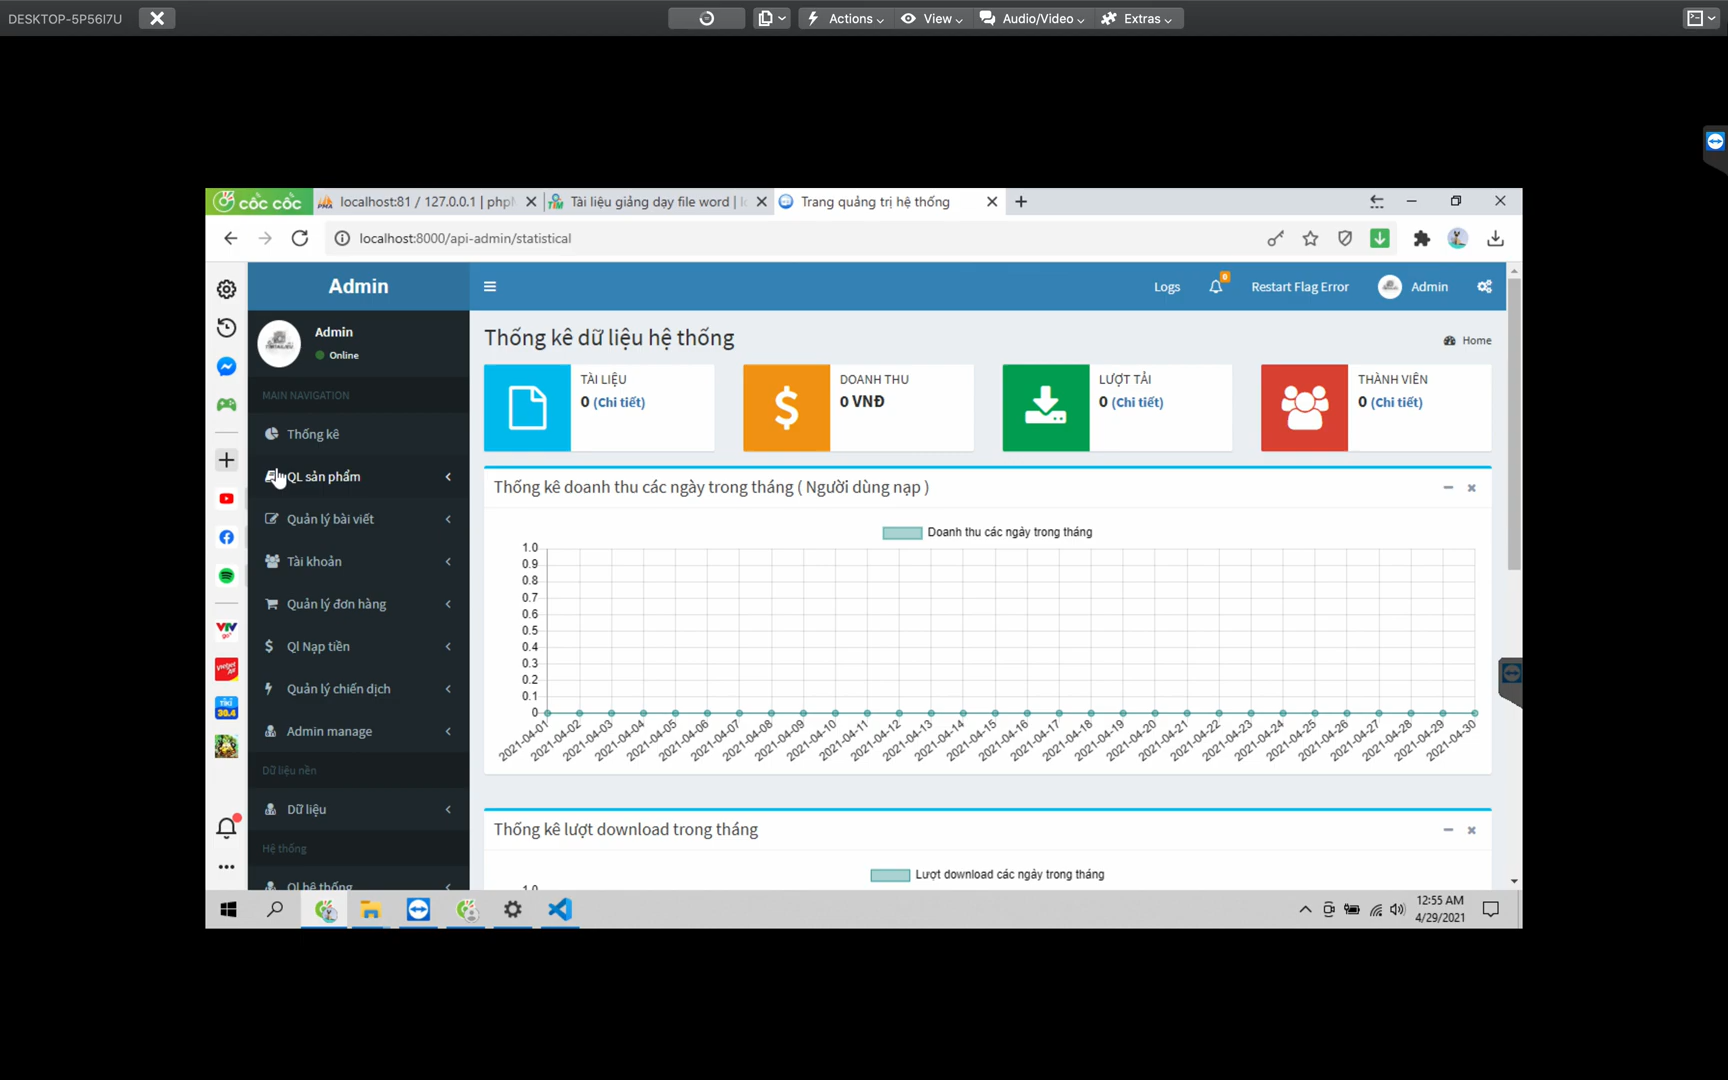 DESKTOP-5P56I7U
Actions
View
Audio/Video
Extras
cốc cốc
localhost:81 / 127.0.0.1 | php
Tài liệu giảng dạy file word |
Trang quảng trị hệ thống
localhost:8000/api-admin/statistical
Admin
Logs
0
Restart Flag Error
Admin
Admin
Online
Thống kê dữ liệu hệ thống
Home
TÀI LIỆU
0 (Chi tiết)
DOANH THU
0 VNĐ
LƯỢT TẢI
0 (Chi tiết)
THÀNH VIÊN
0 (Chi tiết)
MAIN NAVIGATION
Thống kê
QL sản phẩm
Quản lý bài viết
Tài khoản
Quản lý đơn hàng
Ql Nạp tiền
Quản lý chiến dịch
Admin manage
Dữ liệu nền
Dữ liệu
Hệ thống
Ql hệ thống
Thống kê doanh thu các ngày trong tháng ( Người dùng nạp )
Doanh thu các ngày trong tháng
1.0
0.9
0.8
0.7
0.6
0.5
0.4
0.3
0.2
0.1
0
2021-04-01
2021-04-02
2021-04-03
2021-04-04
2021-04-05
2021-04-06
2021-04-07
2021-04-08
2021-04-09
2021-04-10
2021-04-11
2021-04-12
2021-04-13
2021-04-14
2021-04-15
2021-04-16
2021-04-17
2021-04-18
2021-04-19
2021-04-20
2021-04-21
2021-04-22
2021-04-23
2021-04-24
2021-04-25
2021-04-26
2021-04-27
2021-04-28
2021-04-29
2021-04-30
Thống kê lượt download trong tháng
Lượt download các ngày trong tháng
1.0
12:55 AM
4/29/2021